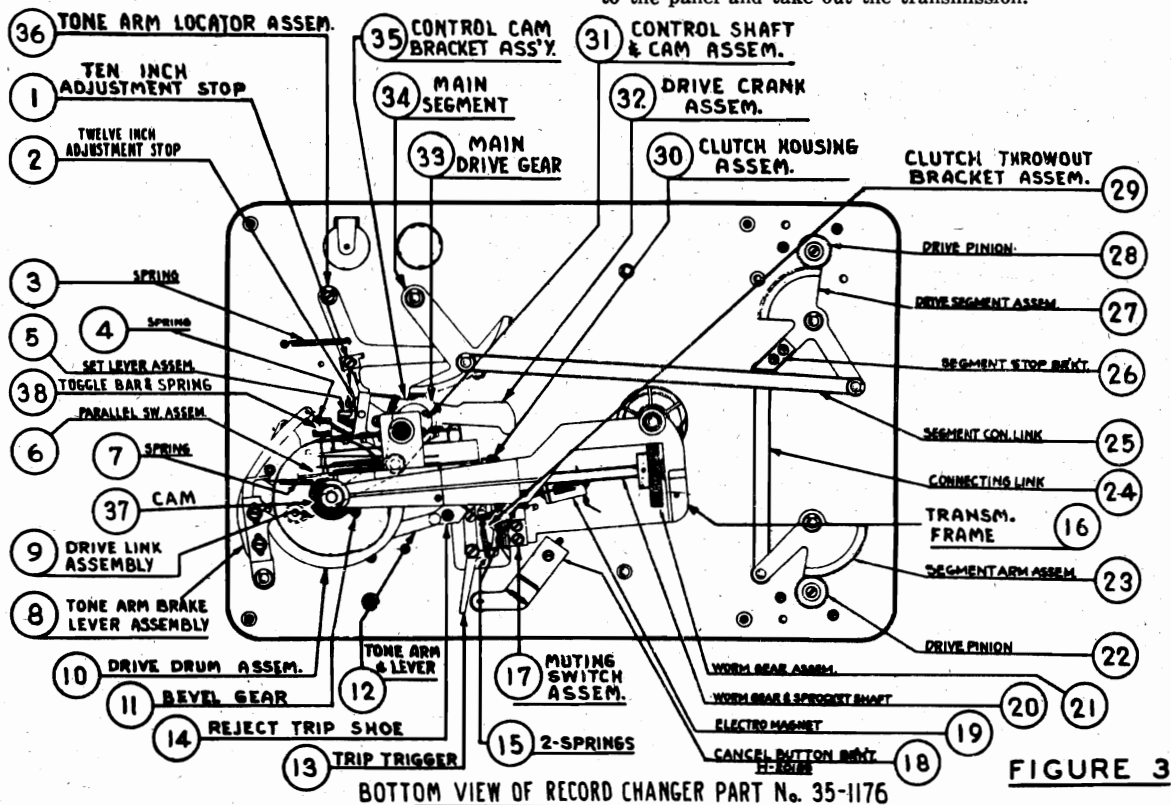 to the panel and take out the transmission.
36 TONE ARM LOCATOR ASSEM.
35 CONTROL CAM
BRACKET ASS'Y.
31 CONTROL SHAFT
& CAM ASSEM.
1 TEN INCH
ADJUSTMENT STOP
34 MAIN
SEGMENT
32 DRIVE CRANK
ASSEM.
2 TWELVE INCH
ADJUSTMENT STOP
33 MAIN
DRIVE GEAR
30 CLUTCH HOUSING
ASSEM.
CLUTCH THROWOUT
BRACKET ASSEM. 29
DRIVE PINION 28
3 SPRING
DRIVE SEGMENT ASSEM 27
4 SPRING
5 SET LEVER ASSEM.
SEGMENT STOP BR'K'T. 26
38 TOGGLE BAR & SPRING
6 PARALLEL SW. ASSEM.
SEGMENT CON. LINK 25
7 SPRING
CONNECTING LINK 24
37 CAM
TRANSM.
FRAME 16
9 DRIVE LINK
ASSEMBLY
SEGMENT ARM ASSEM. 23
8 TONE ARM BRAKE
LEVER ASSEMBLY
DRIVE PINION 22
10 DRIVE DRUM ASSEM.
TONE ARM
& LEVER
12
17 MUTING
SWITCH
ASSEM.
WORM GEAR ASSEM. 21
11 BEVEL GEAR
WORM GEAR & SPROCKET SHAFT 20
14 REJECT TRIP SHOE
ELECTRO MAGNET 19
13 TRIP TRIGGER
15 2-SPRINGS
CANCEL BUTTON BR'K'T. 18
FIGURE 3
BOTTOM VIEW OF RECORD CHANGER PART No. 35-1176